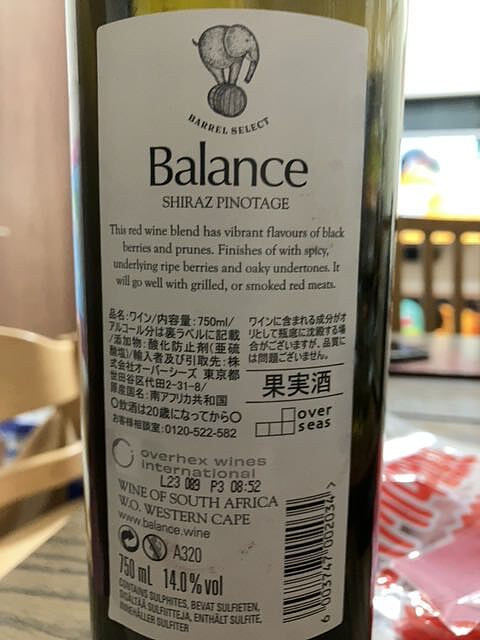 BARREL SELECT
Balance
SHIRAZ PINOTAGE
This red wine blend has vibrant flavours of black
berries and prunes. Finishes of with spicy,
underlying ripe berries and oaky undertones. It
will go well with grilled, or smoked red meats.
品名:ワイン/内容量:750ml/
アルコール分は裏ラベルに記載
/添加物:酸化防止剤(亜硫
酸塩)/輸入者及び引取先:株
式会社オーバーシーズ 東京都
世田谷区代田2-31-8/
原産国名:南アフリカ共和国
〇飲酒は20歳になってから〇
お客様相談室:0120-522-582
ワインに含まれる成分がオ
リとして瓶底に沈殿する場
合がございますが、品質に
は問題ございません。
果実酒
over
seas
overhex wines
international
L23 089 P3 08:52
WINE OF SOUTH AFRICA
W.O. WESTERN CAPE
www.balance.wine
A320
750 mL 14.0% vol
CONTAINS SULPHITES, BEVAT SULFIETEN,
SISÄLTÄÄ SULFIITTEJA, ENTHÄLT SULFITE,
INNEHÅLLER SULFITER
6 003747 002034 >